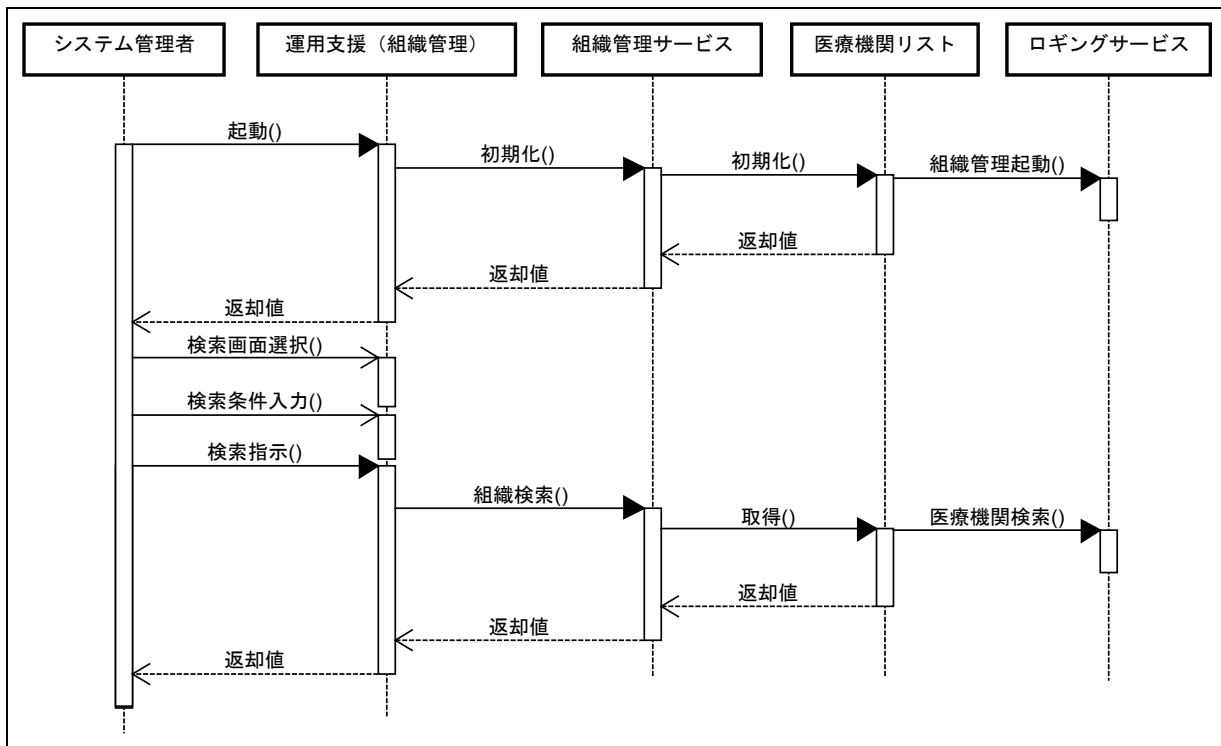 システム管理者
運用支援（組織管理）
組織管理サービス
医療機関リスト
ロギングサービス
起動()
初期化()
初期化()
組織管理起動()
返却値
返却値
返却値
検索画面選択()
検索条件入力()
検索指示()
組織検索()
取得()
医療機関検索()
返却値
返却値
返却値